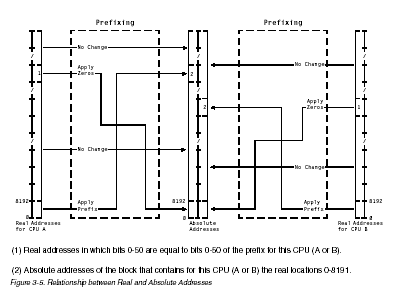 Prefixing Prefixing
No Change
Apply
Zeros
1
2
No Change
No Change
Apply
Zeros
2
1
No Change
No Change
8192
Apply
Prefix
8192
Apply
Prefix
8192
0
0
0
Real Addresses
for CPU A
Absolute
Addresses
Real Addresses
for CPU B
(1) Real addresses in which bits 0-50 are equal to bits 0-50 of the prefix for this CPU (A or B).
(2) Absolute addresses of the block that contains for this CPU (A or B) the real locations 0-8191.
Figure 3-5. Relationship between Real and Absolute Addresses